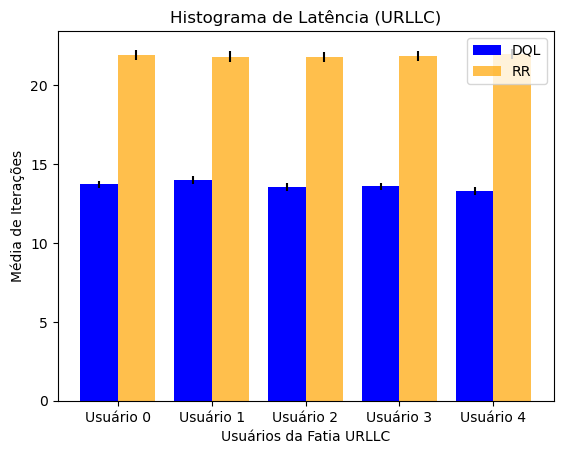 Histograma de Latência (URLLC)
DQL
RR
Média de Iterações
20
15
10
5
0
Usuário 0
Usuário 1
Usuário 2
Usuário 3
Usuário 4
Usuários da Fatia URLLC